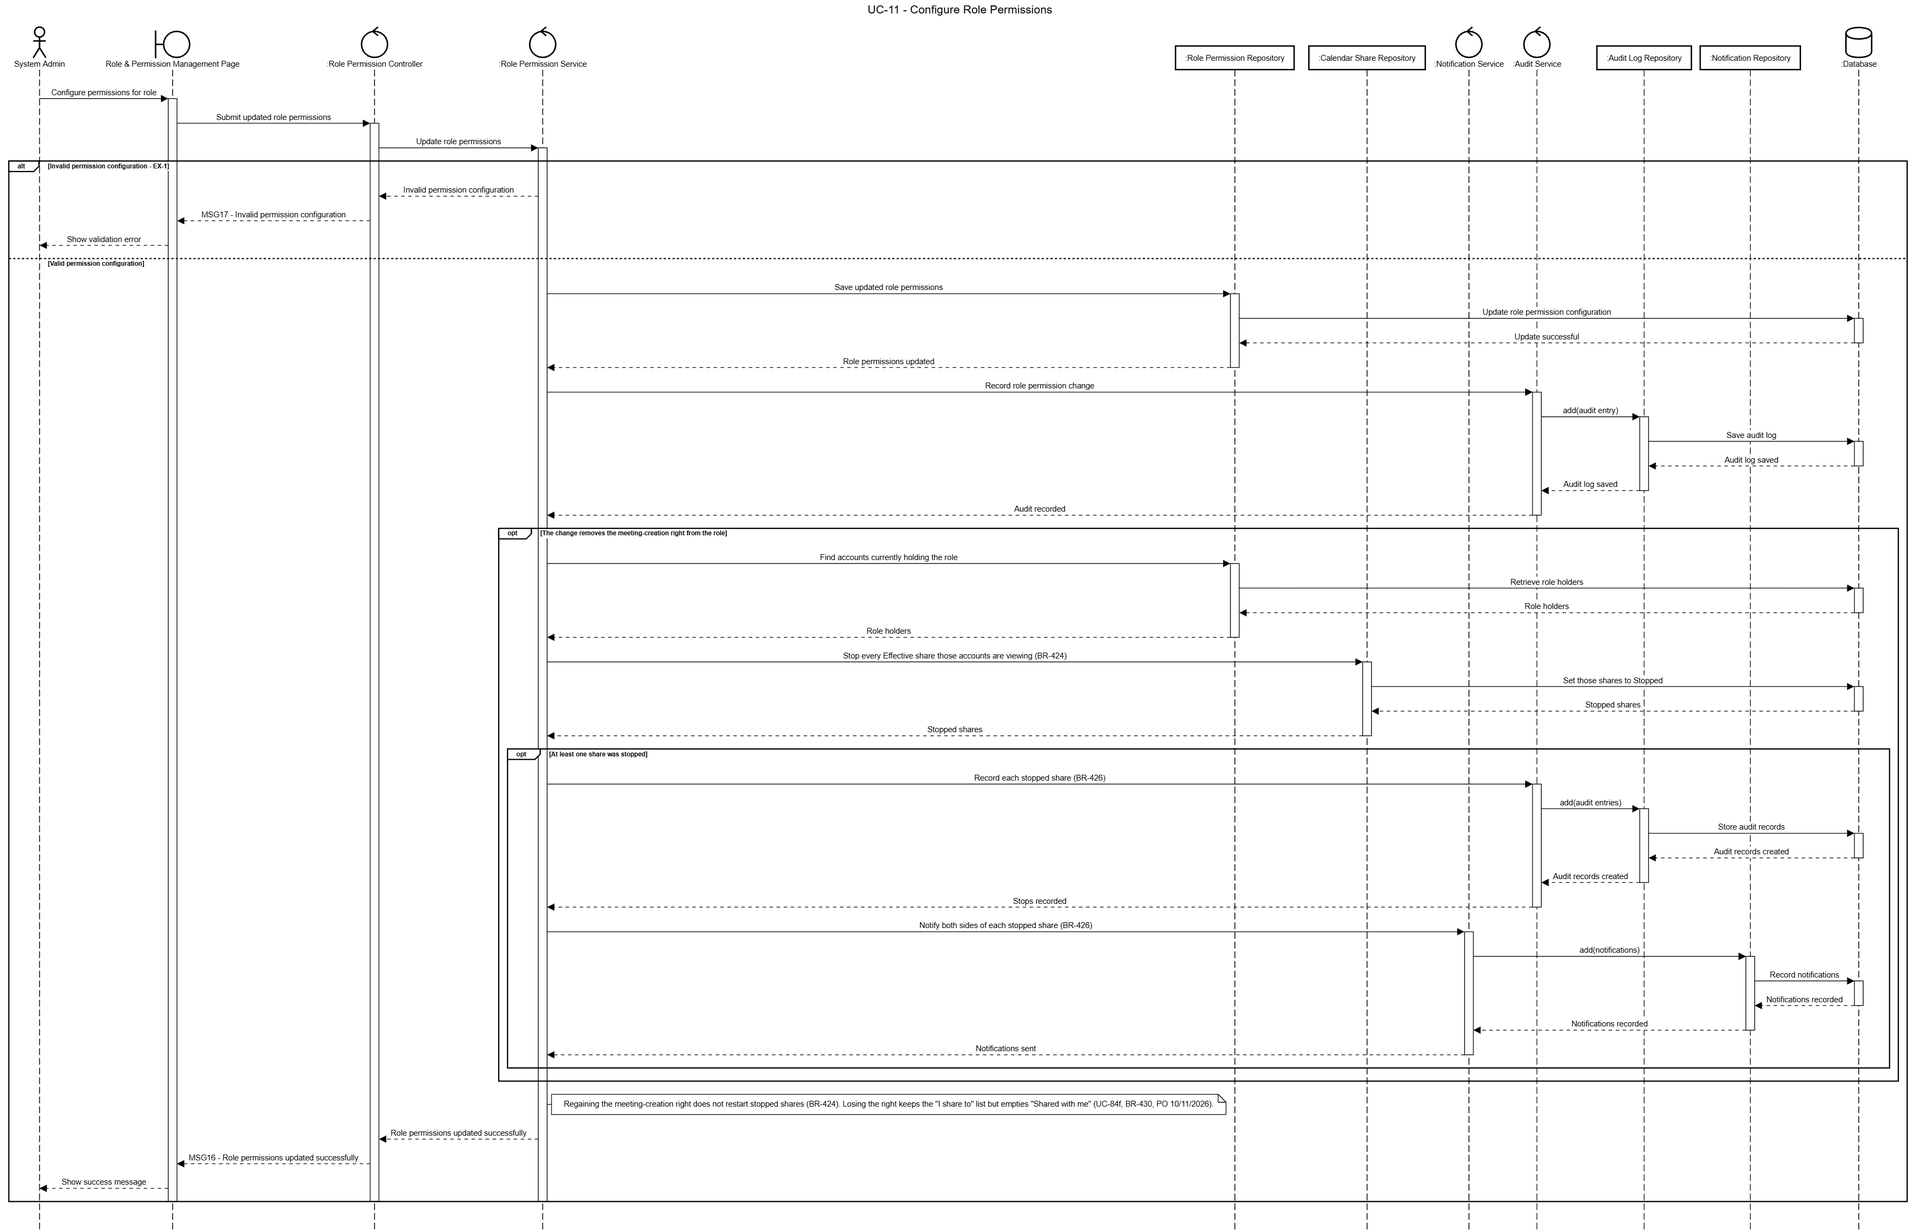 UC-11 - Configure Role Permissions
System Admin
Role & Permission Management Page
:Role Permission Controller
:Role Permission Service
:Role Permission Repository
:Calendar Share Repository
:Notification Service
:Audit Service
:Audit Log Repository
:Notification Repository
:Database
Configure permissions for role
Submit updated role permissions
Update role permissions
alt
[Invalid permission configuration - EX-1]
Invalid permission configuration
MSG17 - Invalid permission configuration
Show validation error
[Valid permission configuration]
Save updated role permissions
Update role permission configuration
Update successful
Role permissions updated
Record role permission change
add(audit entry)
Save audit log
Audit log saved
Audit log saved
Audit recorded
opt
[The change removes the meeting-creation right from the role]
Find accounts currently holding the role
Retrieve role holders
Role holders
Role holders
Stop every Effective share those accounts are viewing (BR-424)
Set those shares to Stopped
Stopped shares
Stopped shares
opt
[At least one share was stopped]
Record each stopped share (BR-426)
add(audit entries)
Store audit records
Audit records created
Audit records created
Stops recorded
Notify both sides of each stopped share (BR-426)
add(notifications)
Record notifications
Notifications recorded
Notifications recorded
Notifications sent
Regaining the meeting-creation right does not restart stopped shares (BR-424). Losing the right keeps the "I share to" list but empties "Shared with me" (UC-84f, BR-430, PO 10/11/2026).
Role permissions updated successfully
MSG16 - Role permissions updated successfully
Show success message